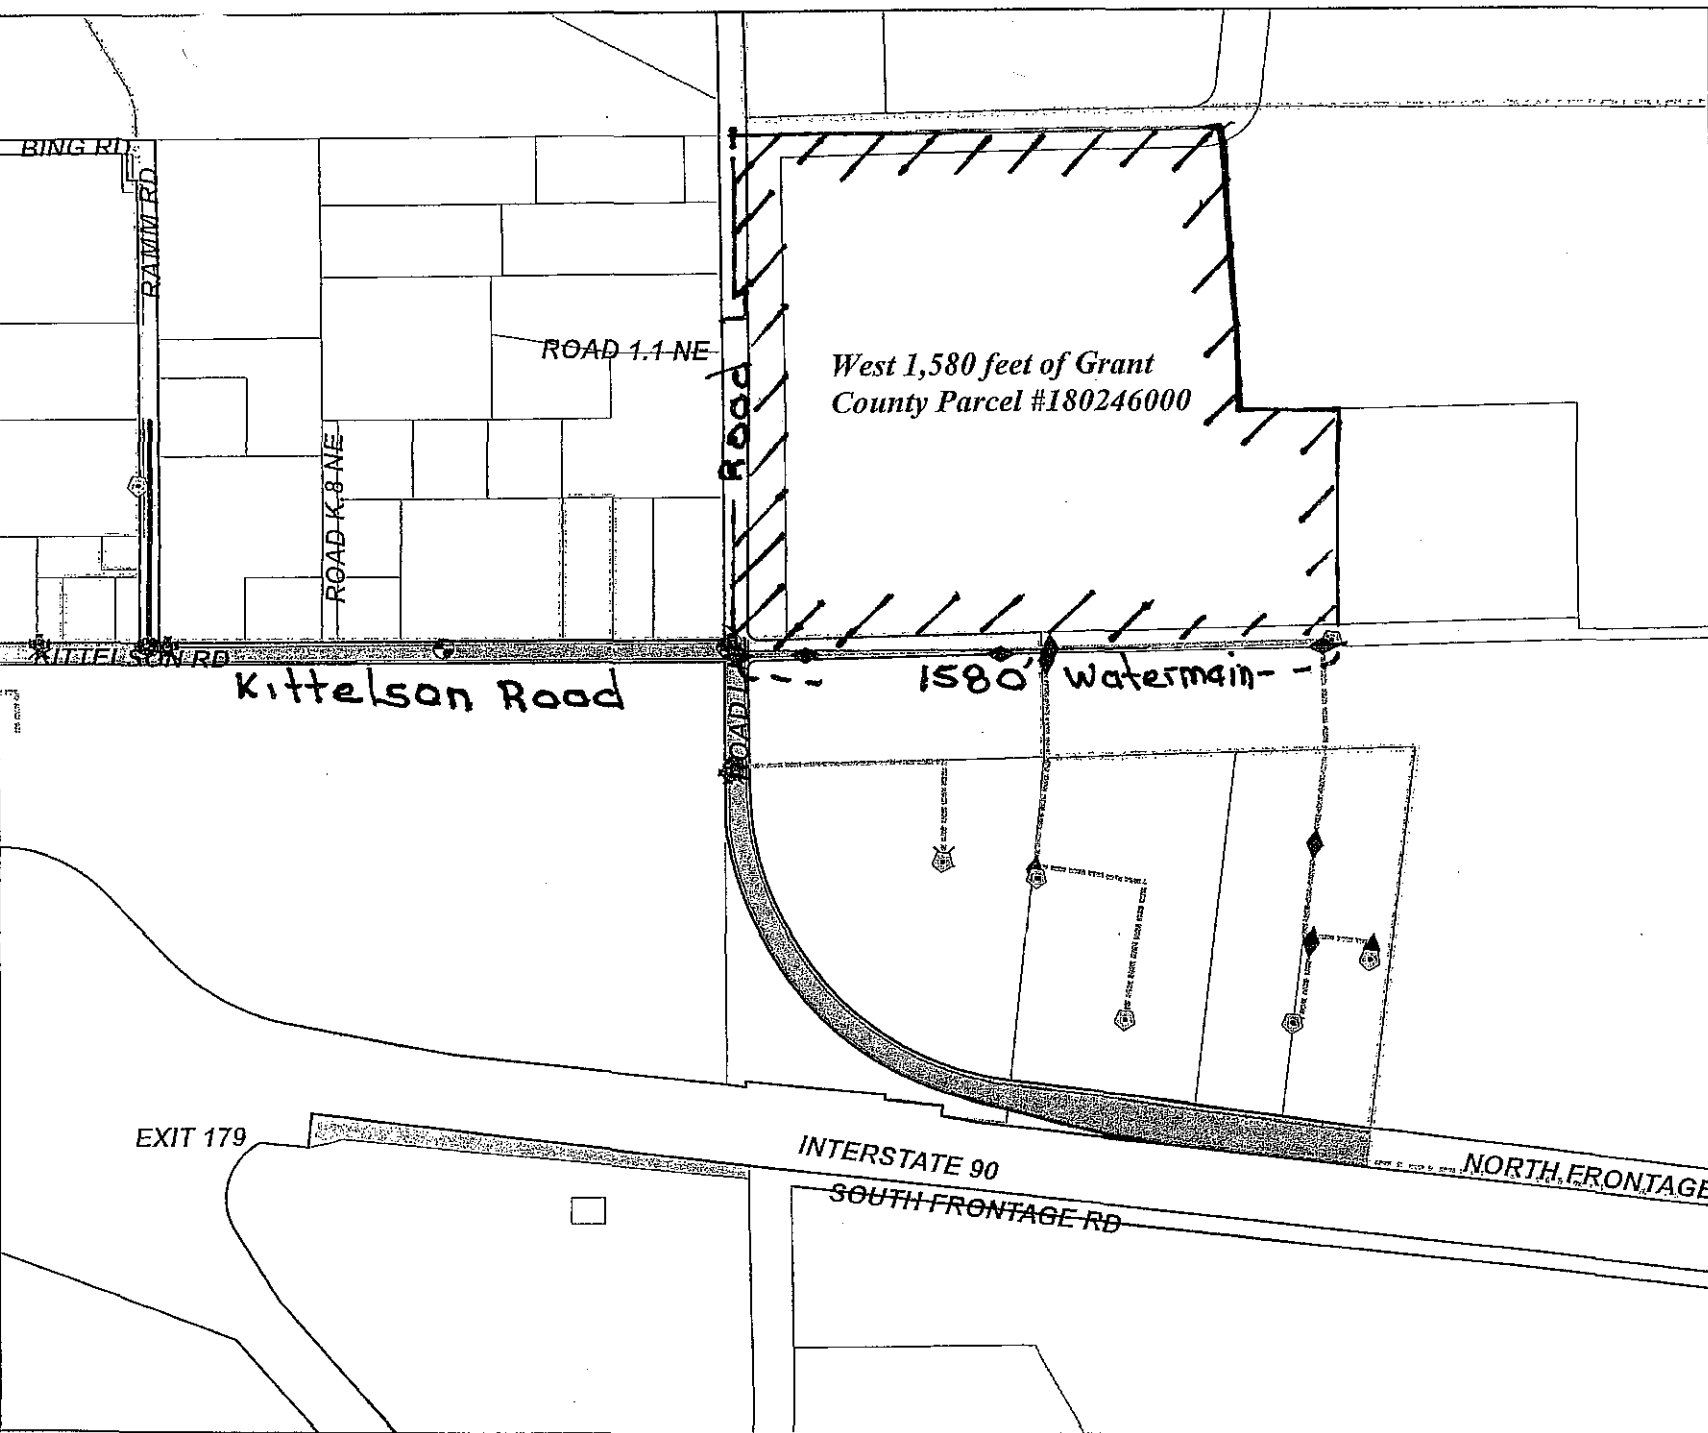 BING RD
RAMM RD
ROAD 1.1 NE
West 1,580 feet of Grant
County Parcel #180246000
ROAD K.8 NE
KITTELSON RD
Kittelson Road
1580' Watermain
ROAD L
EXIT 179
INTERSTATE 90
SOUTH FRONTAGE RD
NORTH FRONTAGE